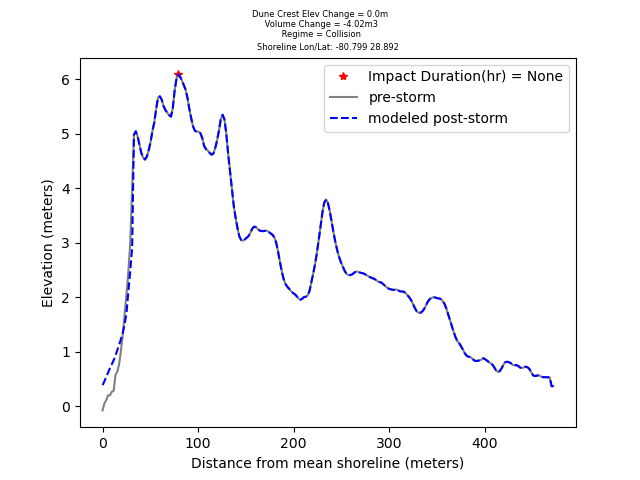 Dune Crest Elev Change = 0.0m
Volume Change = -4.02m3
Regime = Collision
Shoreline Lon/Lat: -80.799 28.892
Impact Duration(hr) = None
pre-storm
modeled post-storm
Elevation (meters)
6
5
4
3
2
1
0
0 100 200 300 400
Distance from mean shoreline (meters)